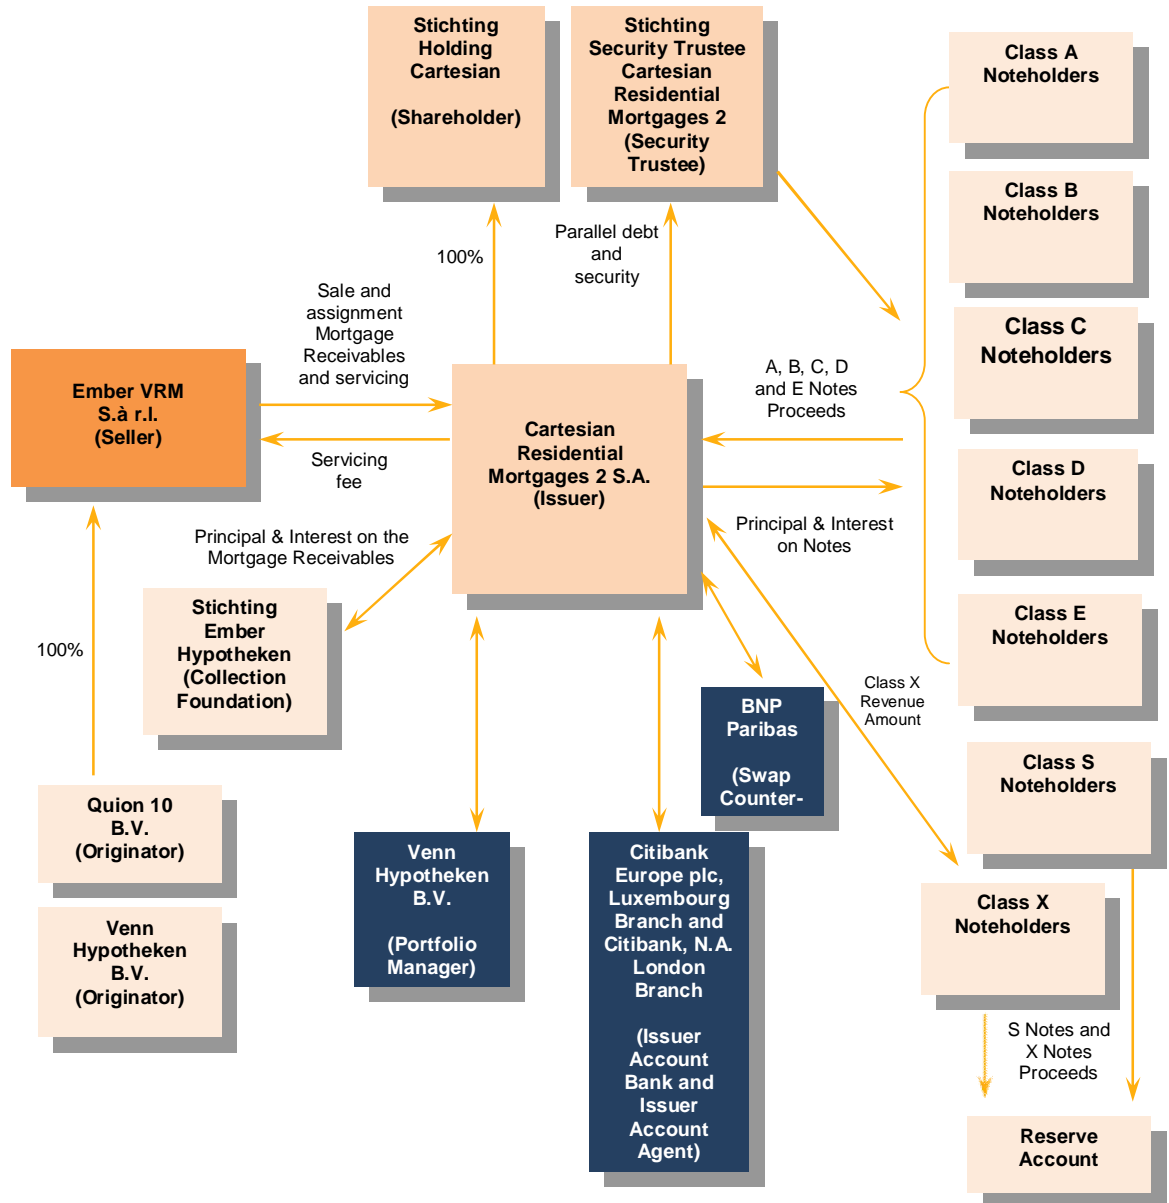 Stichting
Holding
Cartesian
(Shareholder)
Stichting
Security Trustee
Cartesian
Residential
Mortgages 2
(Security
Trustee)
Class A
Noteholders
Class B
Noteholders
Class C
Noteholders
Class D
Noteholders
Class E
Noteholders
100%
Parallel debt
and
security
Sale and
assignment
Mortgage
Receivables
and servicing
Ember VRM
S.à r.l.
(Seller)
Servicing
fee
Cartesian
Residential
Mortgages 2 S.A.
(Issuer)
A, B, C, D
and E Notes
Proceeds
Principal & Interest
on Notes
Principal & Interest on the
Mortgage Receivables
Stichting
Ember
Hypotheken
(Collection
Foundation)
100%
Quion 10
B.V.
(Originator)
Venn
Hypotheken
B.V.
(Originator)
Venn
Hypotheken
B.V.
(Portfolio
Manager)
Citibank
Europe plc,
Luxembourg
Branch and
Citibank, N.A.
London
Branch
(Issuer
Account
Bank and
Issuer
Account
Agent)
BNP
Paribas
(Swap
Counter-
Class X
Revenue
Amount
Class S
Noteholders
Class X
Noteholders
S Notes and
X Notes
Proceeds
Reserve
Account